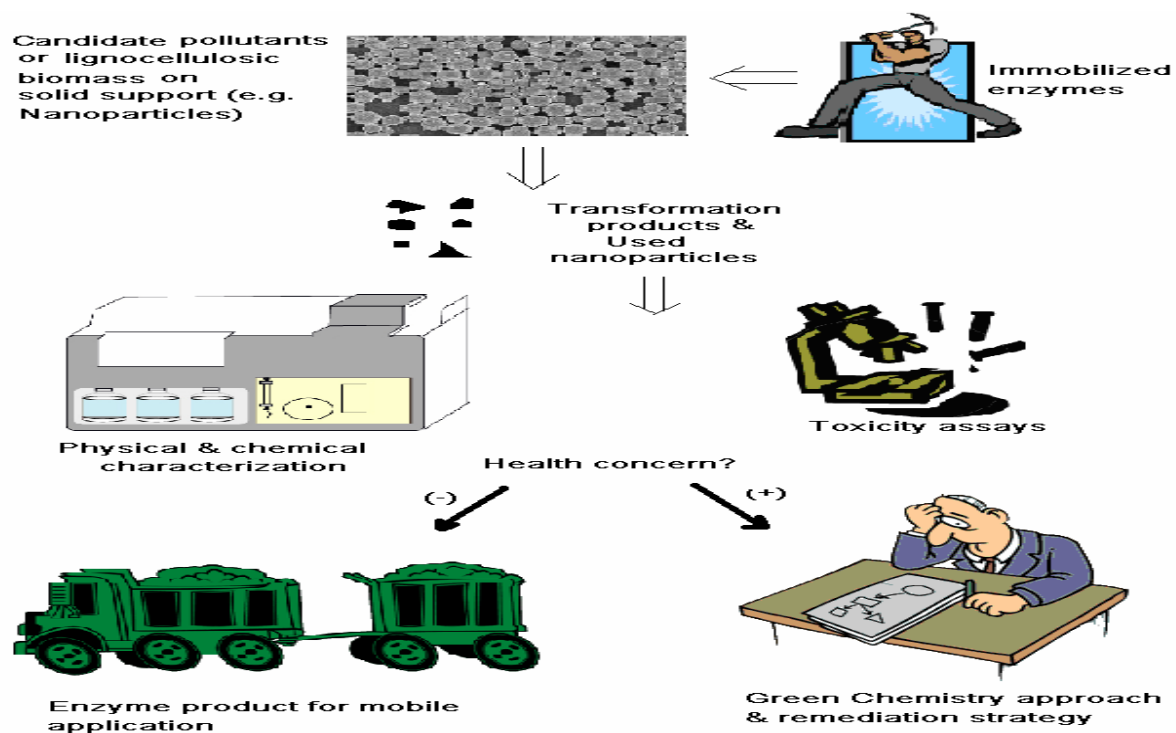 Candidate pollutants
or lignocellulosic
biomass on
solid support (e.g.
Nanoparticles)
Immobilized
enzymes
Transformation
products &
Used
nanoparticles
Physical & chemical
characterization
Toxicity assays
Health concern?
(-)
(+)
Enzyme product for mobile
application
Green Chemistry approach
& remediation strategy